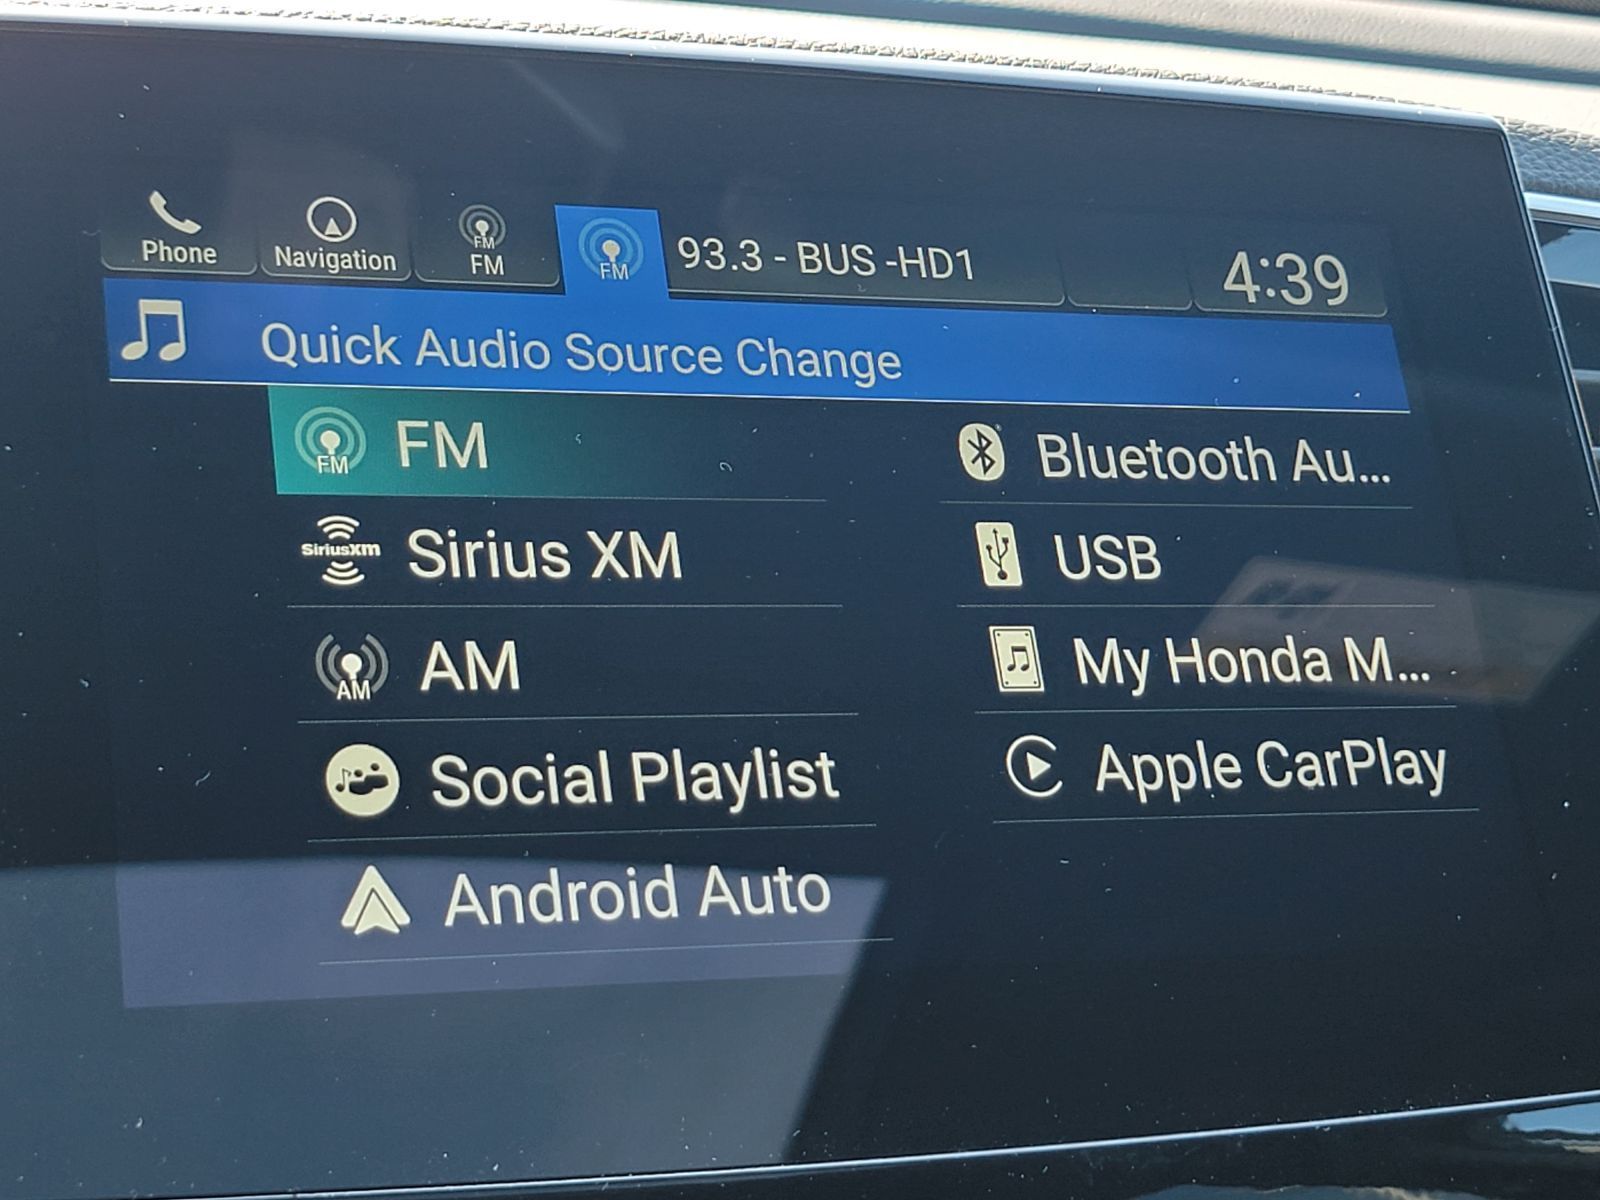 Phone
Navigation
FM
FM
FM
93.3 - BUS -HD1
4:39
Quick Audio Source Change
FM
FM
Bluetooth Au...
siriusxm
Sirius XM
USB
AM
AM
My Honda M...
Social Playlist
Apple CarPlay
Android Auto